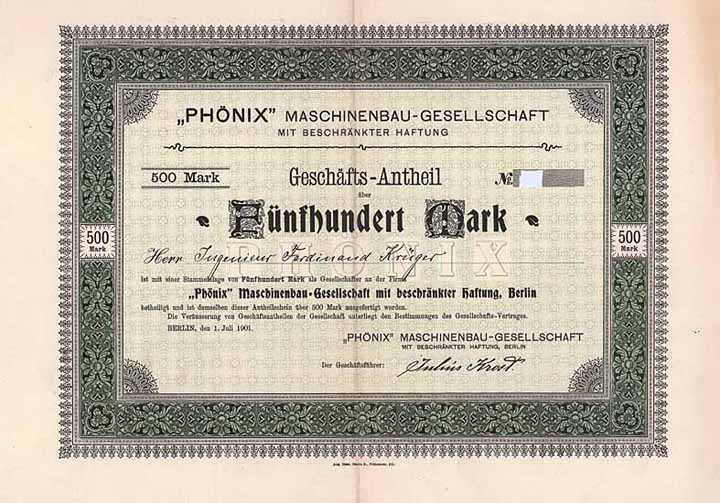 „PHÖNIX” MASCHINENBAU-GESELLSCHAFT
MIT BESCHRÄNKTER HAFTUNG
500 Mark
Geschäfts-Antheil
№
über
Fünfhundert Mark
500 Mark
500 Mark
PHÖNIX
Herr Ingenieur Ferdinand Krüger
ist mit einer Stammeinlage von Fünfhundert Mark als Gesellschafter an der Firma
„Phönix” Maschinenbau-Gesellschaft mit beschränkter Haftung, Berlin
betheiligt und ist demselben dieser Antheilschein über 500 Mark ausgefertigt worden.
Die Veräusserung von Geschäftsantheilen der Gesellschaft unterliegt den Bestimmungen des Gesellschafts-Vertrages.
BERLIN, den 1. Juli 1901.
„PHÖNIX” MASCHINENBAU-GESELLSCHAFT
MIT BESCHRÄNKTER HAFTUNG, BERLIN
Der Geschäftsführer:
Julius